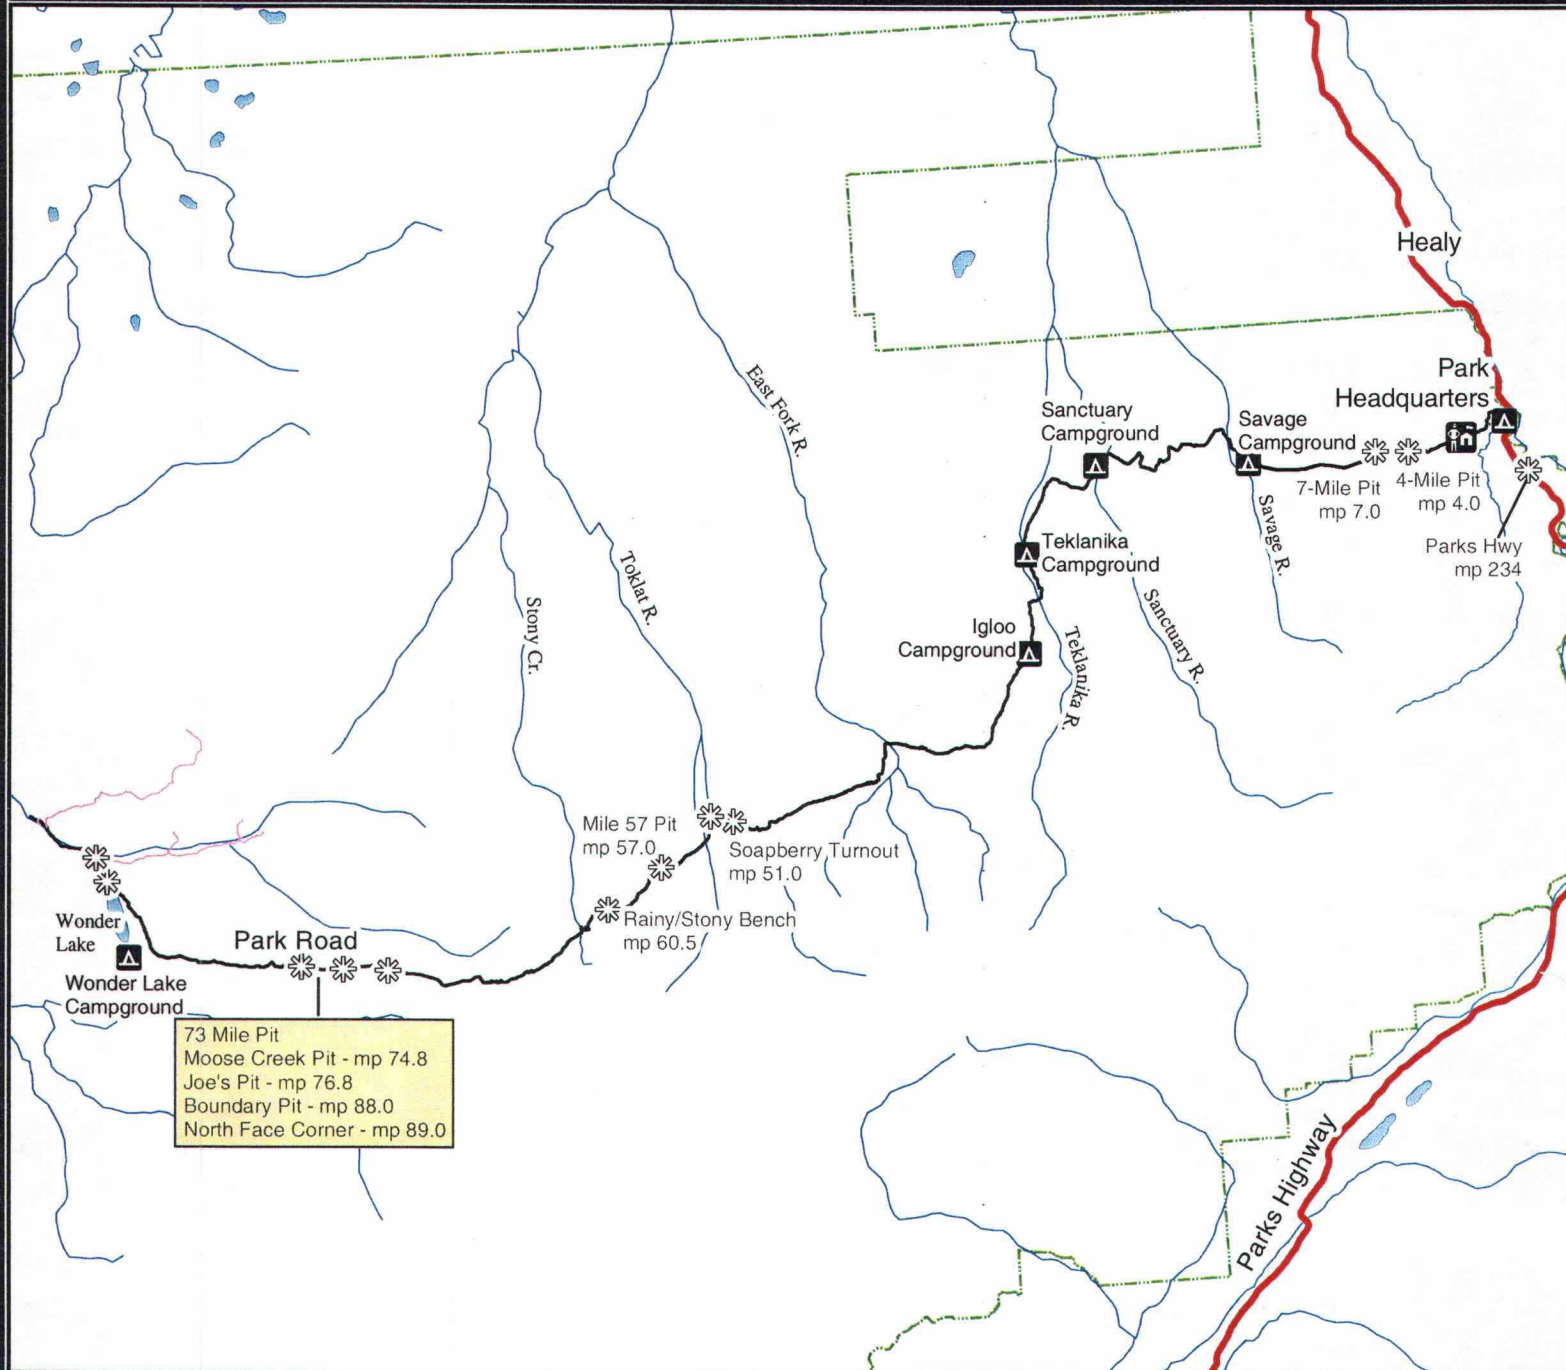 Healy
Park
Headquarters
Sanctuary
Campground
Savage
Campground
7-Mile Pit
mp 7.0
4-Mile Pit
mp 4.0
Parks Hwy
mp 234
East Fork R.
Savage R.
Teklanika
Campground
Toklat R.
Stony Cr.
Sanctuary R.
Igloo
Campground
Teklanika R.
Mile 57 Pit
mp 57.0
Soapberry Turnout
mp 51.0
Rainy/Stony Bench
mp 60.5
Wonder
Lake
Park Road
Wonder Lake
Campground
73 Mile Pit
Moose Creek Pit - mp 74.8
Joe's Pit - mp 76.8
Boundary Pit - mp 88.0
North Face Corner - mp 89.0
Parks Highway